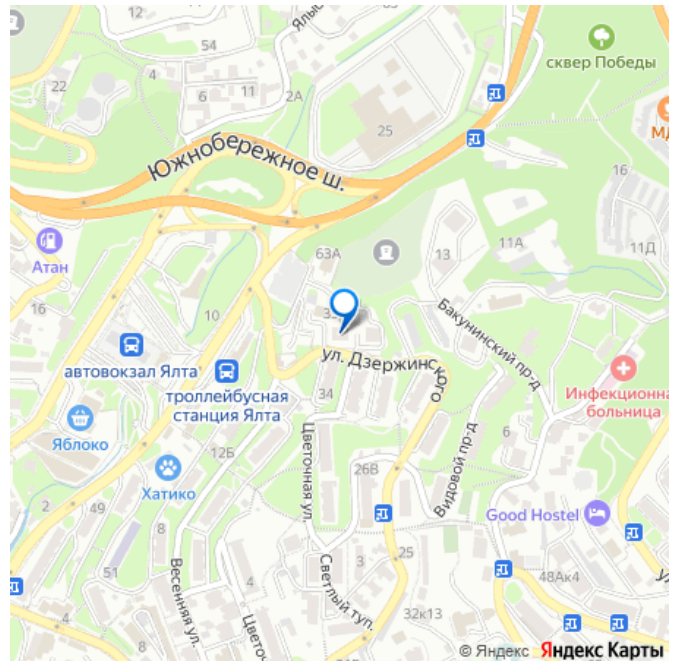 12
54
Ялы
сквер Победы
4
22
6
11
2А
25
МД
Южнобережное ш.
16
63А
11А
13
11Д
Атан
16
10
Бакунинский пр-д
автовокзал Ялта
ул. Дзержинского
троллейбусная
станция Ялта
34
Инфекционна
больница
Яблоко
12Б
Цветочная ул.
6
Видовой пр-д
26В
Хатико
2
49
8
Good Hostel
51
Весенняя ул.
4
Цветоч
Светлый туп.
3
25
48Ак4
32к13
© Яндекс Яндекс Карты